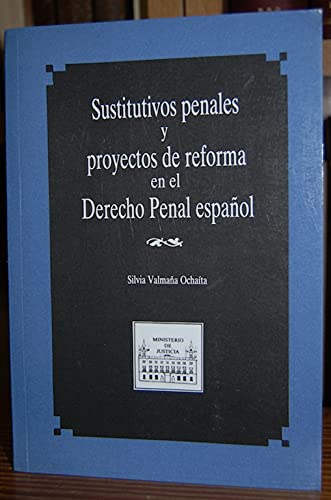 Sustitutivos penales
y
proyectos de reforma
en el
Derecho Penal español
Silvia Valmaña Ochaíta
MINISTERIO
DE
JUSTICIA